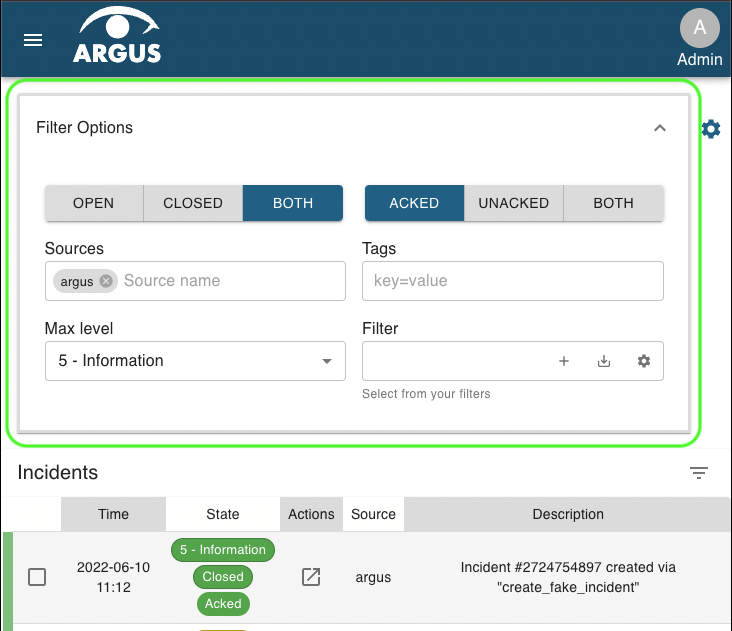 ARGUS
A
Admin
Filter Options
OPEN CLOSED BOTH ACKED UNACKED BOTH
Sources Tags
argus Source name key=value
Max level Filter
5 - Information
Select from your filters
Incidents
Time State Actions Source Description
5 - Information
2022-06-10 11:12 Closed argus Incident #2724754897 created via "create_fake_incident"
Acked